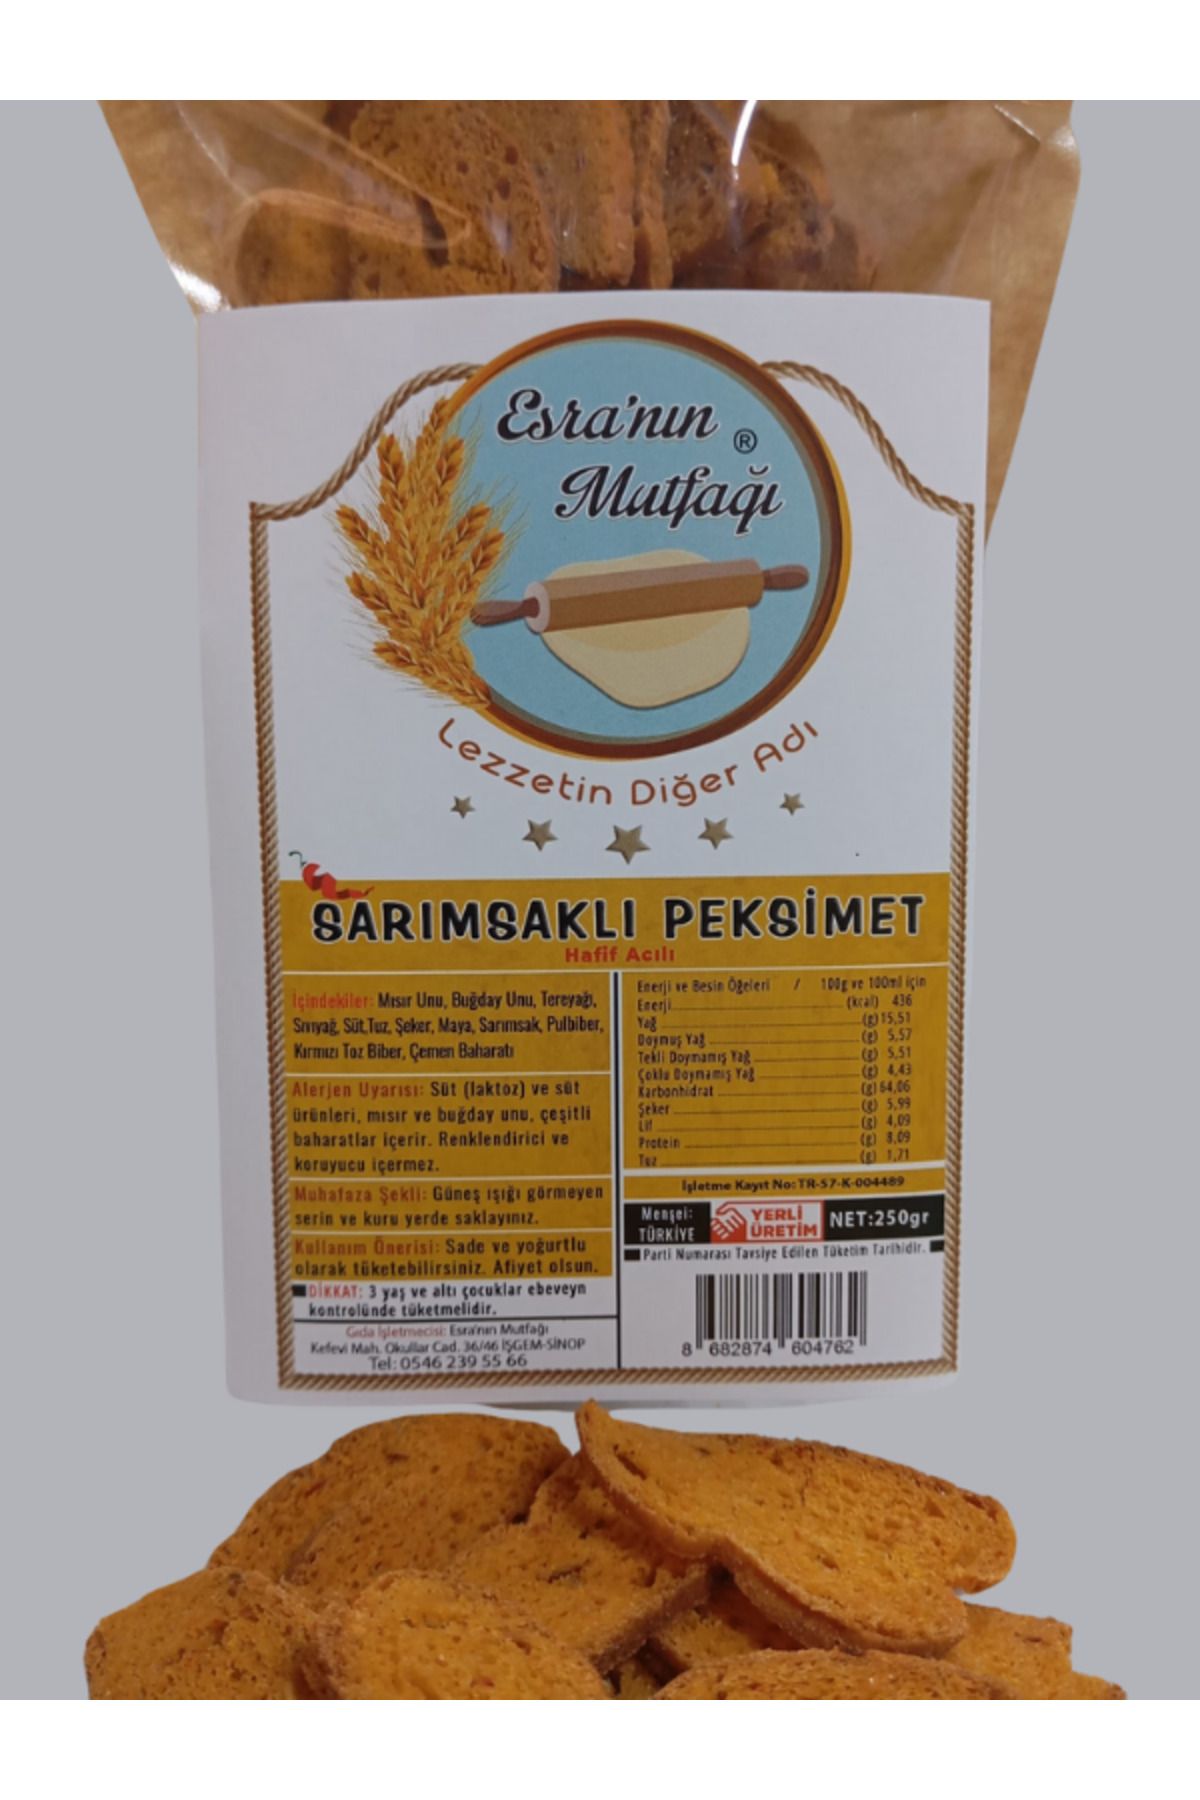 Esra'nın ®
Mutfağı
Lezzetin Diğer Adı
SARIMSAKLI PEKSİMET
Hafif Acılı
İçindekiler: Mısır Unu, Buğday Unu, Tereyağı,
Sıvıyağ, Süt,Tuz, Şeker, Maya, Sarımsak, Pulbiber,
Kırmızı Toz Biber, Çemen Baharatı
Alerjen Uyarısı: Süt (laktoz) ve süt
ürünleri, mısır ve buğday unu, çeşitli
baharatlar içerir. Renklendirici ve
koruyucu içermez.
Muhafaza Şekli: Güneş ışığı görmeyen
serin ve kuru yerde saklayınız.
Kullanım Önerisi: Sade ve yoğurtlu
olarak tüketebilirsiniz. Afiyet olsun.
DİKKAT: 3 yaş ve altı çocuklar ebeveyn
kontrolünde tüketmelidir.
Gıda İşletmecisi: Esra'nın Mutfağı
Kefevi Mah. Okullar Cad. 36/46 İŞGEM-SİNOP
Tel: 0546 239 55 66
Enerji ve Besin Öğeleri / 100g ve 100ml için
Enerji (kcal) 436
Yağ (g) 15,51
Doymuş Yağ (g) 5,57
Tekli Doymamış Yağ (g) 5,51
Çoklu Doymamış Yağ (g) 4,43
Karbonhidrat (g) 64,06
Şeker (g) 5,99
Lif (g) 4,09
Protein (g) 8,09
Tuz (g) 1,71
İşletme Kayıt No: TR-57-K-004489
Menşei:
TÜRKİYE
YERLİ
ÜRETİM
NET:250gr
Parti Numarası Tavsiye Edilen Tüketim Tarihidir.
8 682874 604762